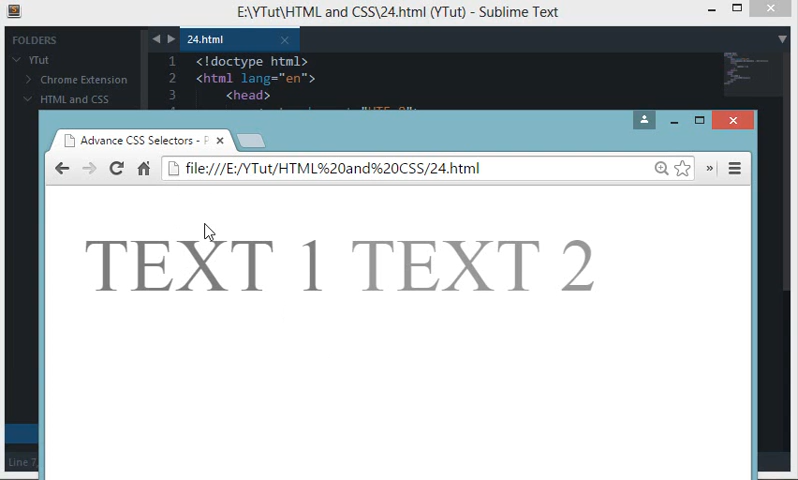 E:\YTut\HTML and CSS\24.html (YTut) - Sublime Text
FOLDERS
24.html
YTut
Chrome Extension
HTML and CSS
1 <!doctype html>
2 <html lang="en">
3 <head>
Advance CSS Selectors - P
file:///E:/YTut/HTML%20and%20CSS/24.html
TEXT 1 TEXT 2
Line 7,